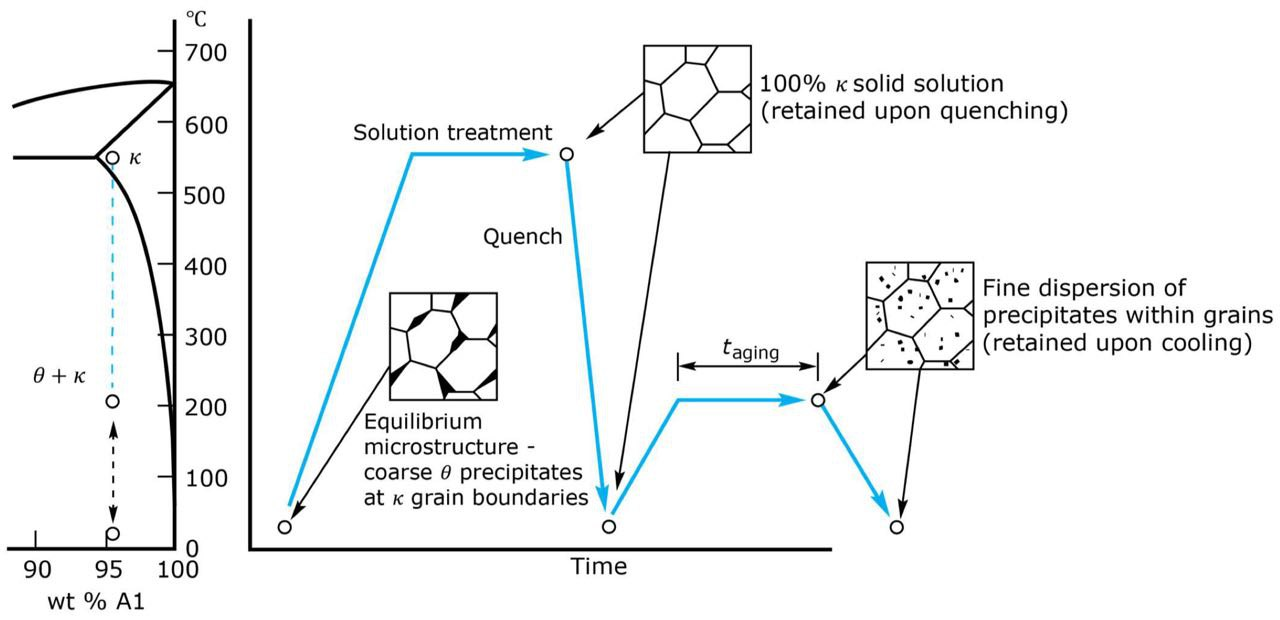 °C
700
600
500
400
300
200
100
0
κ
θ + κ
90 95 100
wt % A1
Solution treatment
Quench
100% κ solid solution
(retained upon quenching)
Equilibrium
microstructure -
coarse θ precipitates
at κ grain boundaries
t aging
Fine dispersion of
precipitates within grains
(retained upon cooling)
Time